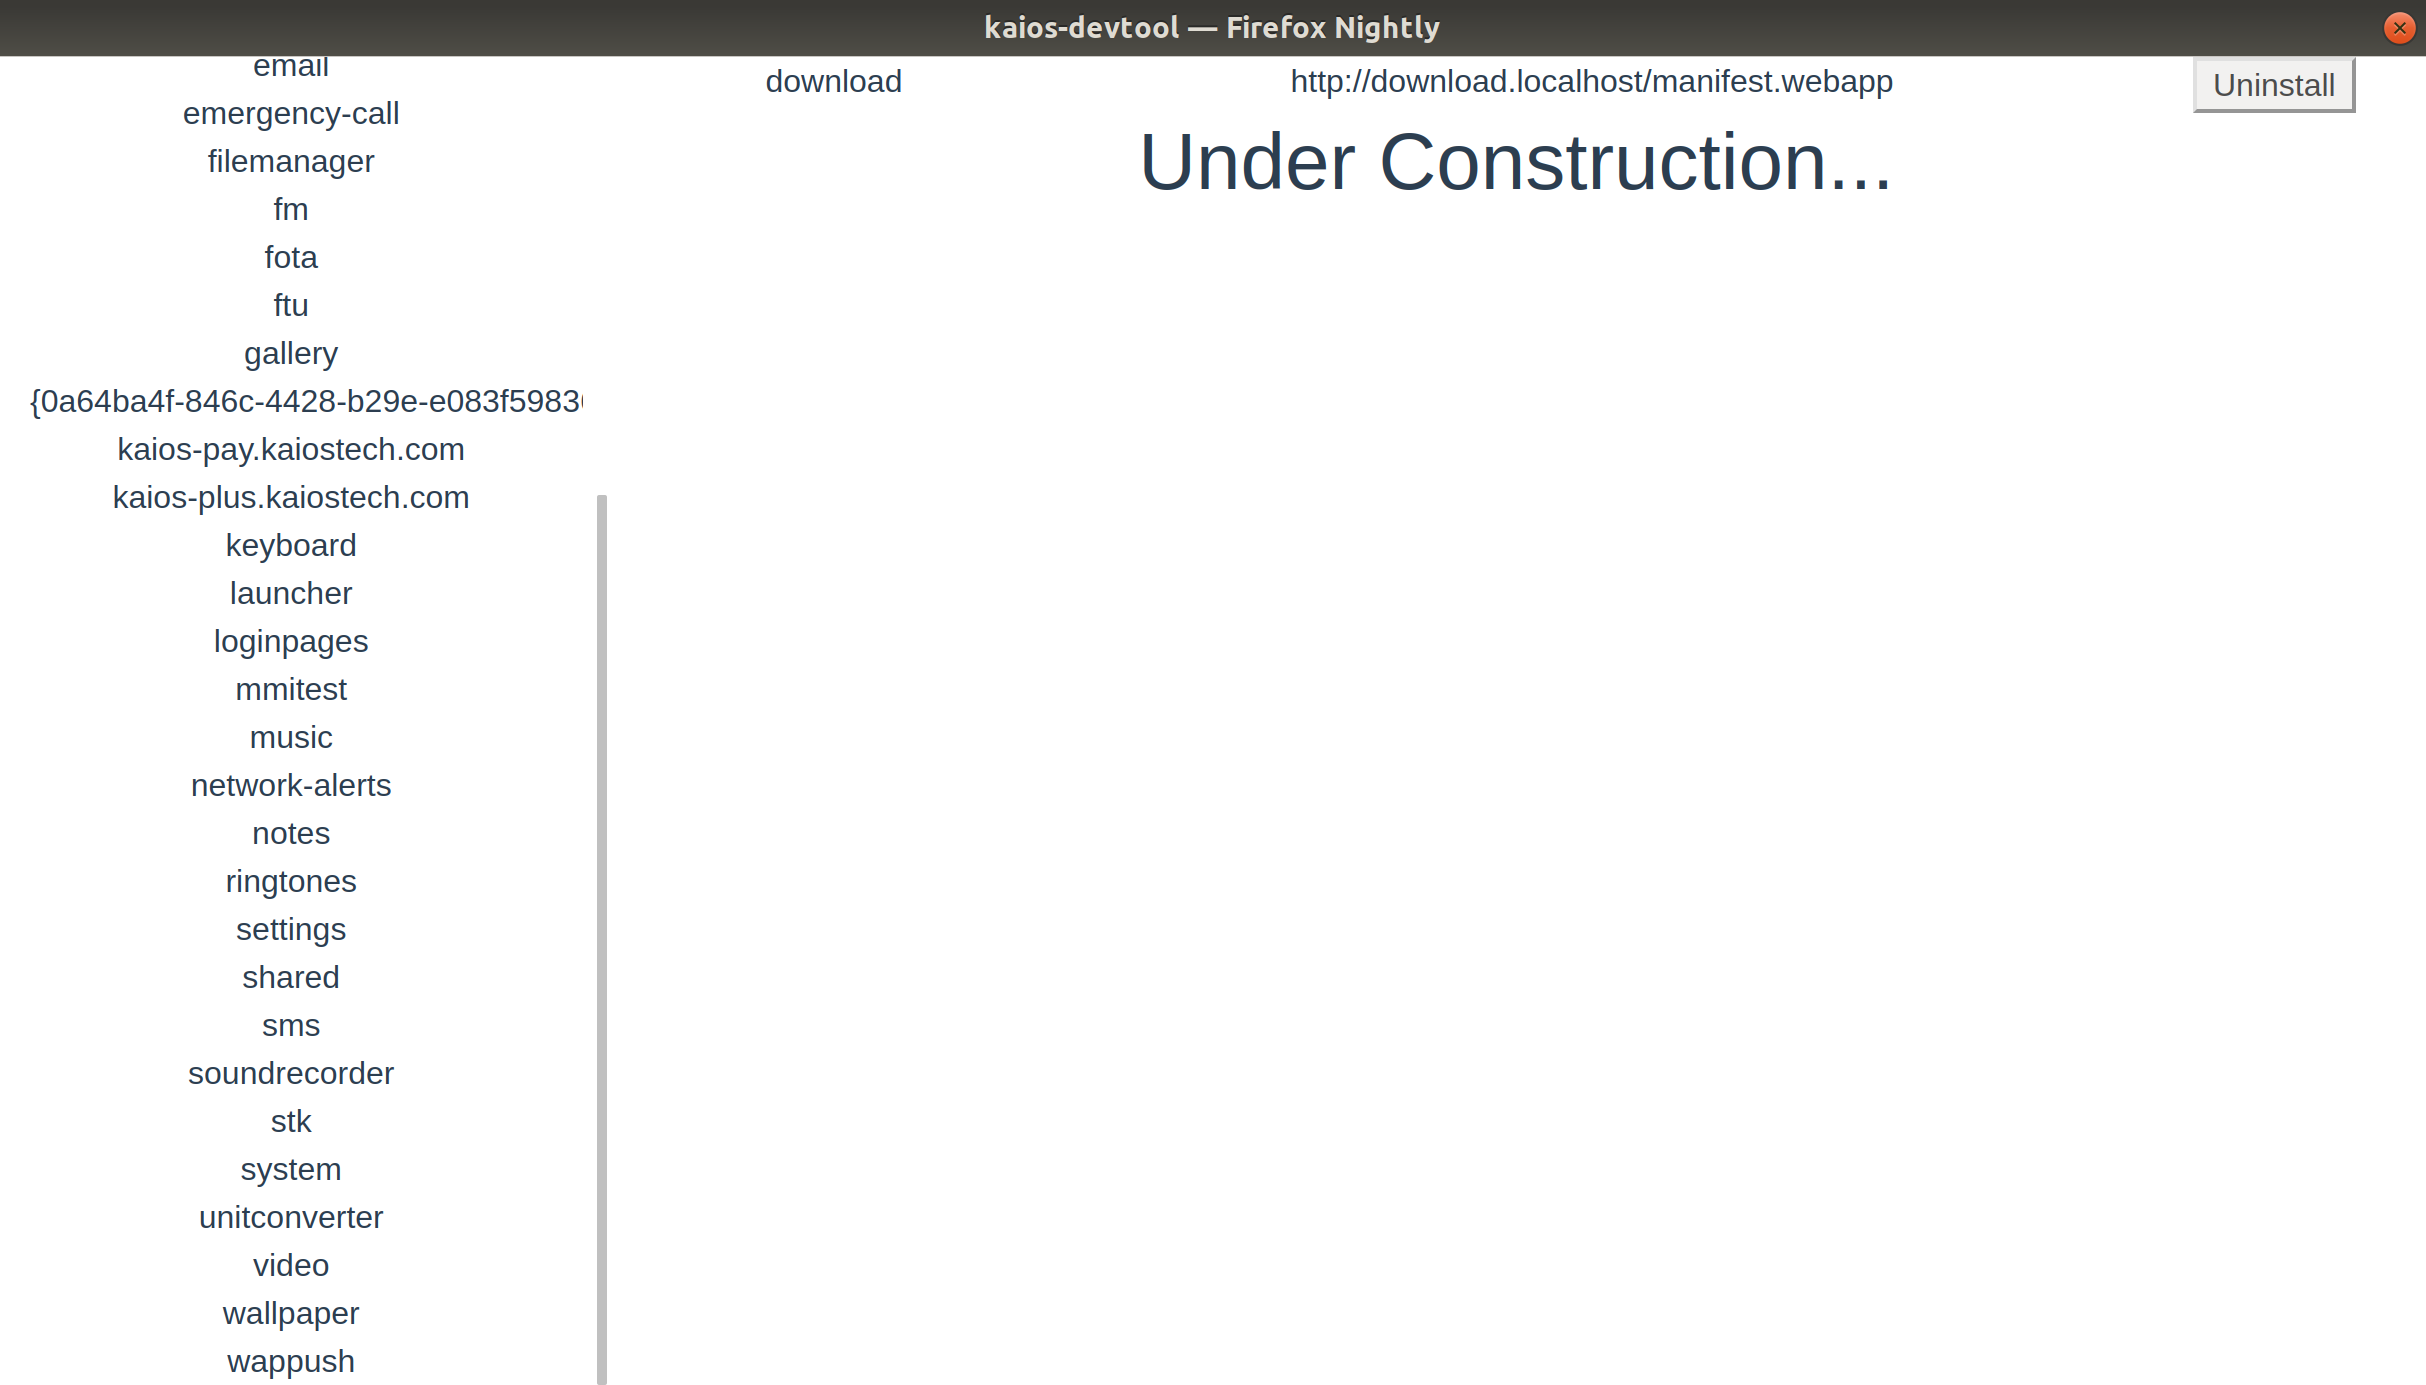 kaios-devtool — Firefox Nightly
email
emergency-call
filemanager
fm
fota
ftu
gallery
{0a64ba4f-846c-4428-b29e-e083f5983
kaios-pay.kaiostech.com
kaios-plus.kaiostech.com
keyboard
launcher
loginpages
mmitest
music
network-alerts
notes
ringtones
settings
shared
sms
soundrecorder
stk
system
unitconverter
video
wallpaper
wappush
download
http://download.localhost/manifest.webapp
Uninstall
Under Construction...